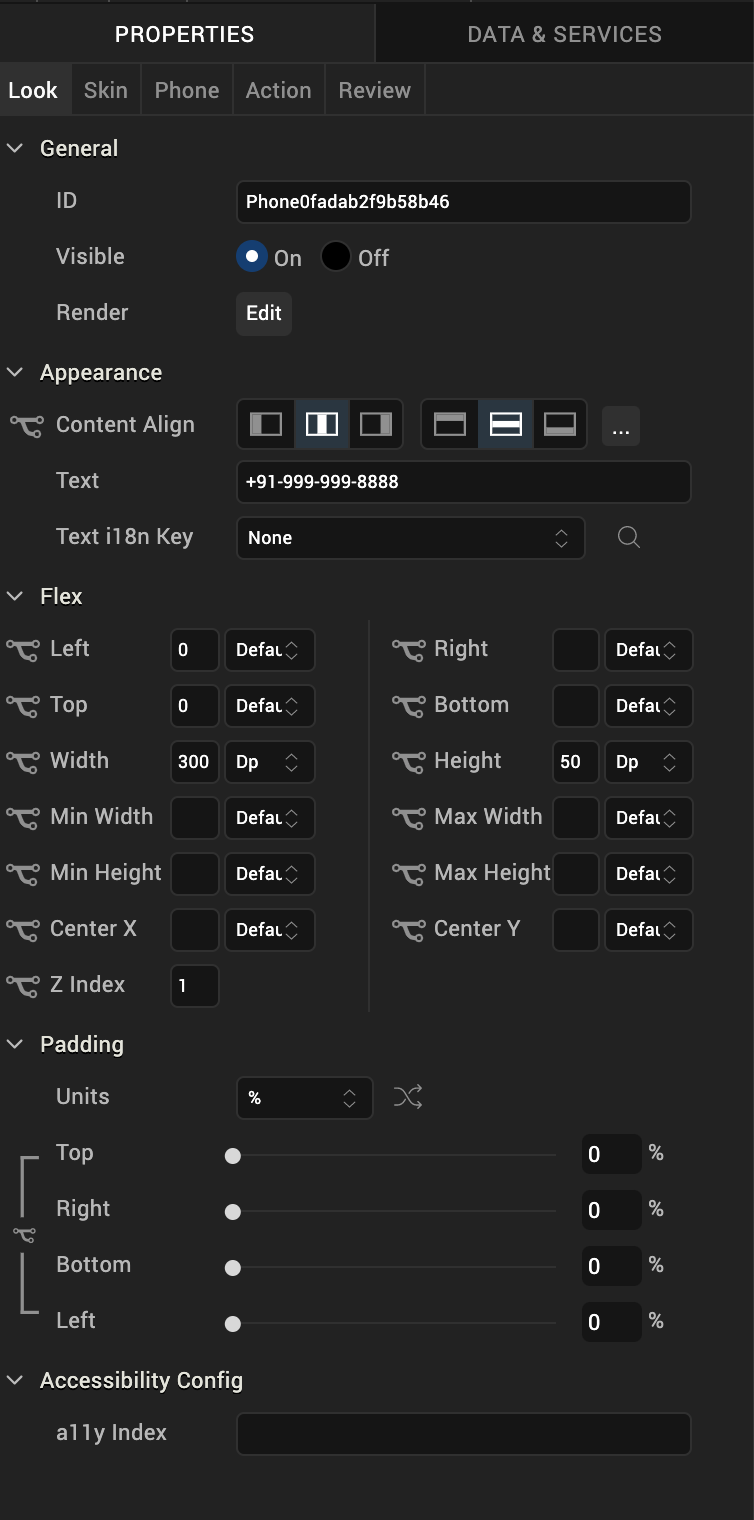 PROPERTIES DATA & SERVICES
Look Skin Phone Action Review
General
ID Phone0fadab2f9b58b46
Visible On Off
Render Edit
Appearance
Content Align ...
Text +91-999-999-8888
Text i18n Key None
Flex
Left 0 Defau Right Defau
Top 0 Defau Bottom Defau
Width 300 Dp Height 50 Dp
Min Width Defau Max Width Defau
Min Height Defau Max Height Defau
Center X Defau Center Y Defau
Z Index 1
Padding
Units %
Top 0 %
Right 0 %
Bottom 0 %
Left 0 %
Accessibility Config
a11y Index